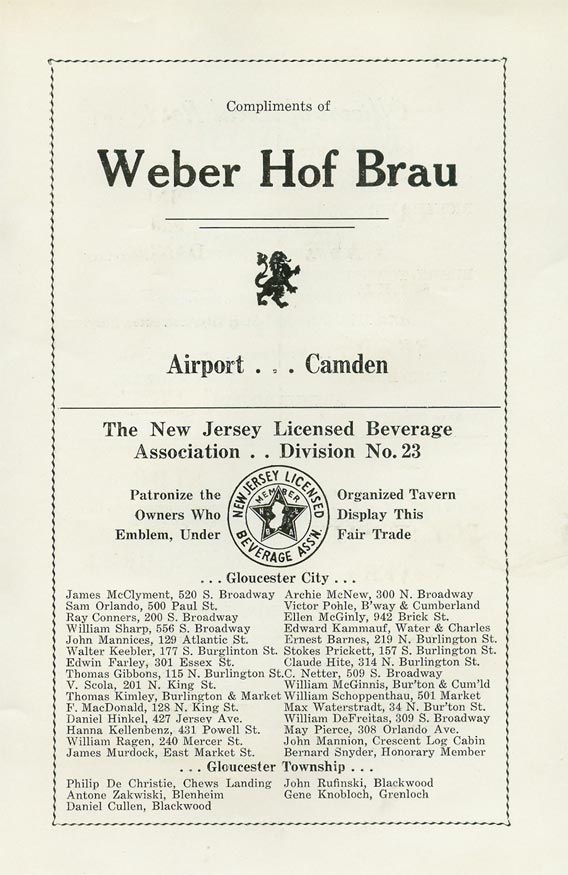 Compliments of
Weber Hof Brau
Airport . . . Camden
The New Jersey Licensed Beverage
Association . . Division No. 23
Patronize the
Owners Who
Emblem, Under
NEW JERSEY LICENSED
MEMBER
BEVERAGE ASS'N.
Organized Tavern
Display This
Fair Trade
. . . Gloucester City . . .
James McClyment, 520 S. Broadway
Sam Orlando, 500 Paul St.
Ray Conners, 200 S. Broadway
William Sharp, 556 S. Broadway
John Mannices, 129 Atlantic St.
Walter Keebler, 177 S. Burglinton St.
Edwin Farley, 301 Essex St.
Thomas Gibbons, 115 N. Burlington St.
V. Scola, 201 N. King St.
Thomas Kimley, Burlington & Market
F. MacDonald, 128 N. King St.
Daniel Hinkel, 427 Jersey Ave.
Hanna Kellenbenz, 431 Powell St.
William Ragen, 240 Mercer St.
James Murdock, East Market St.
Archie McNew, 300 N. Broadway
Victor Pohle, B'way & Cumberland
Ellen McGinly, 942 Brick St.
Edward Kammauf, Water & Charles
Ernest Barnes, 219 N. Burlington St.
Stokes Prickett, 157 S. Burlington St.
Claude Hite, 314 N. Burlington St.
C. Netter, 509 S. Broadway
William McGinnis, Bur'ton & Cum'ld
William Schoppenthau, 501 Market
Max Waterstradt, 34 N. Bur'ton St.
William DeFreitas, 309 S. Broadway
May Pierce, 308 Orlando Ave.
John Mannion, Crescent Log Cabin
Bernard Snyder, Honorary Member
. . . Gloucester Township . . .
Philip De Christie, Chews Landing
Antone Zakwiski, Blenheim
Daniel Cullen, Blackwood
John Rufinski, Blackwood
Gene Knobloch, Grenloch